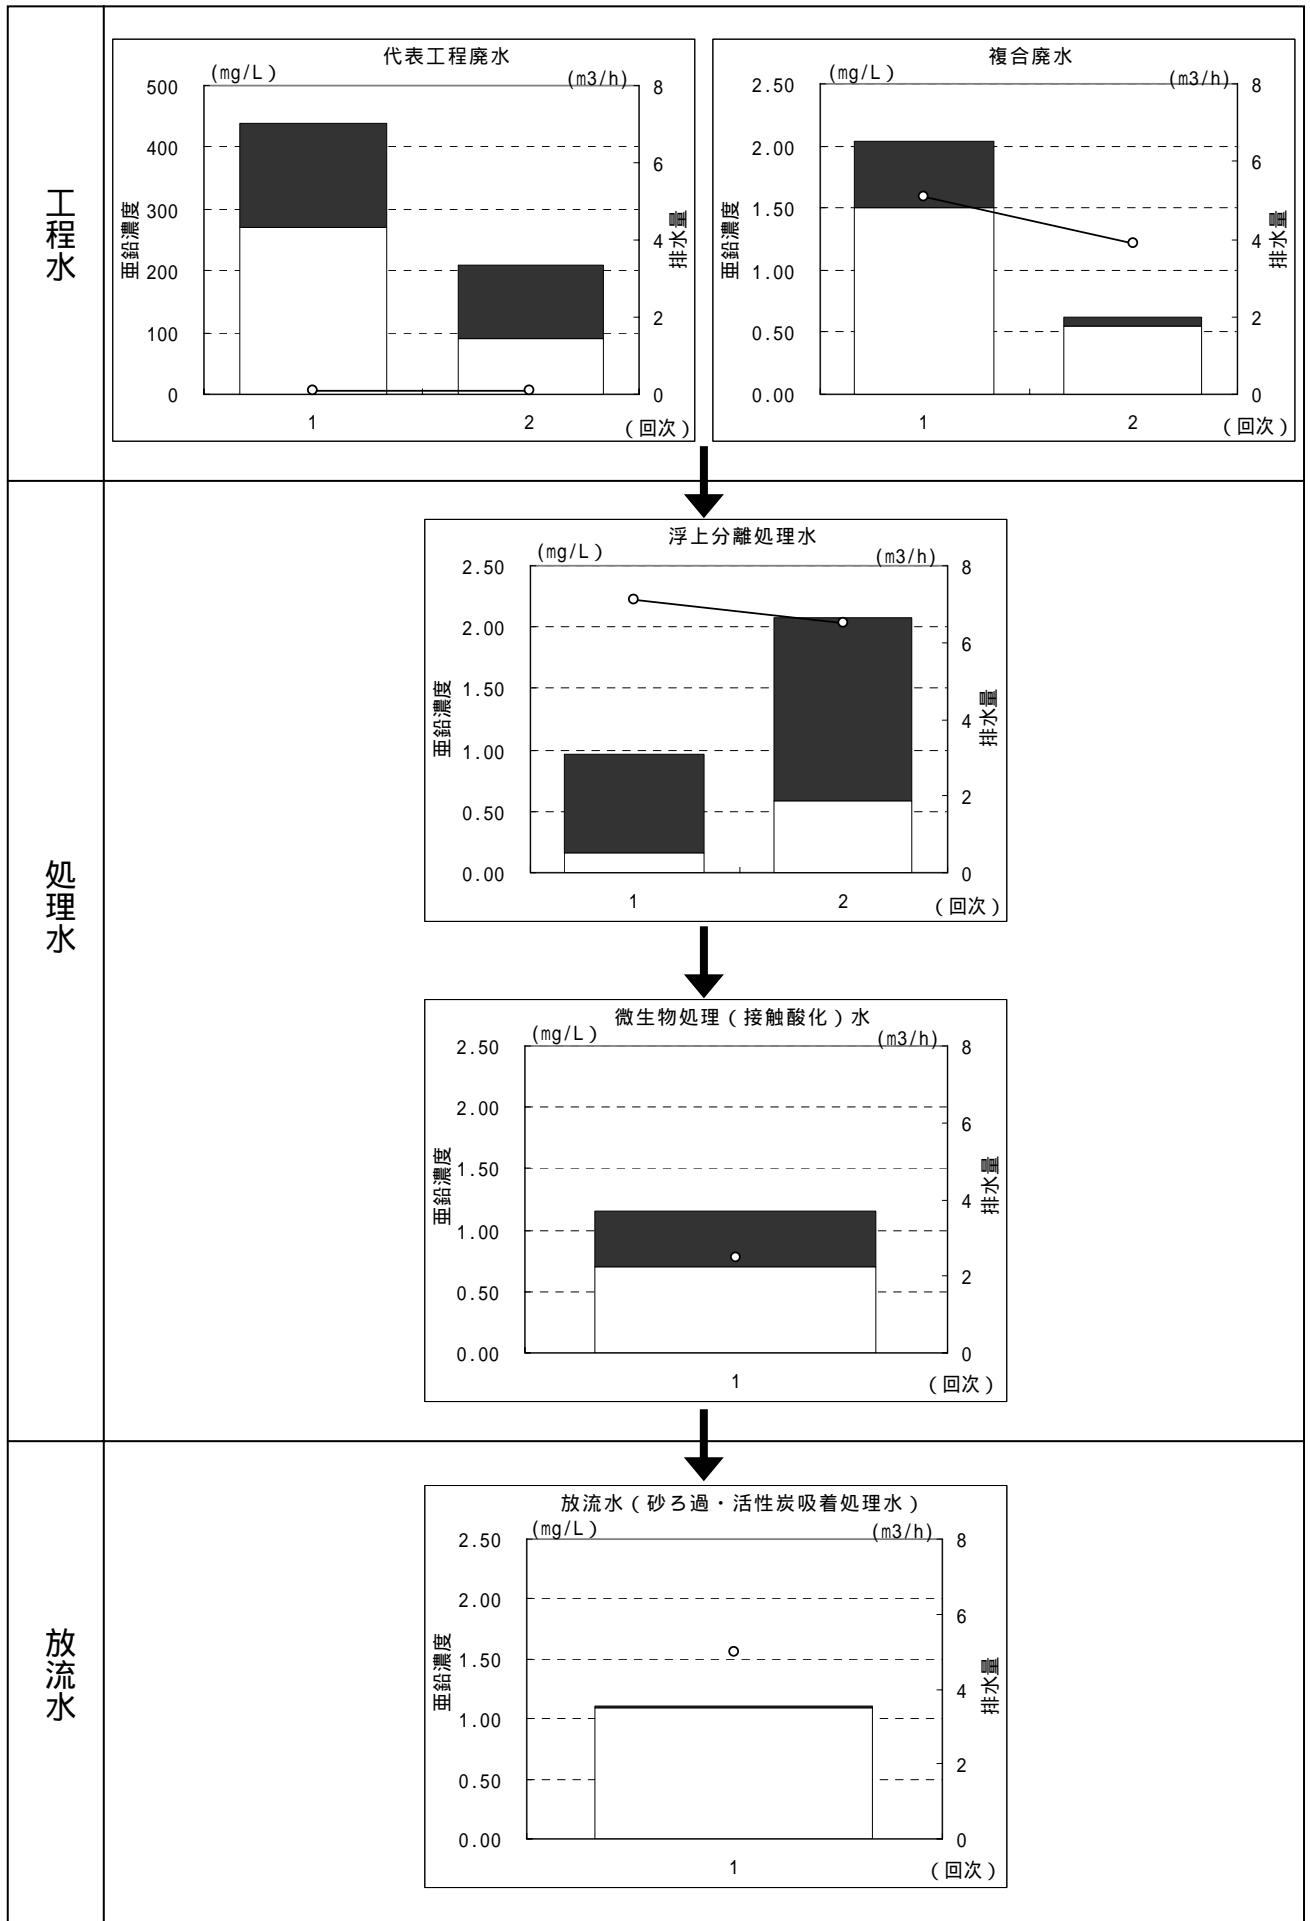 工程水
代表工程廃水
(mg/L)
(m3/h)
500
400
300
200
100
0
亜鉛濃度
8
6
4
2
0
排水量
1
2
(回次)
複合廃水
(mg/L)
(m3/h)
2.50
2.00
1.50
1.00
0.50
0.00
亜鉛濃度
8
6
4
2
0
排水量
1
2
(回次)
処理水
浮上分離処理水
(mg/L)
(m3/h)
2.50
2.00
1.50
1.00
0.50
0.00
亜鉛濃度
8
6
4
2
0
排水量
1
2
(回次)
微生物処理(接触酸化)水
(mg/L)
(m3/h)
2.50
2.00
1.50
1.00
0.50
0.00
亜鉛濃度
8
6
4
2
0
排水量
1
(回次)
放流水
放流水(砂ろ過・活性炭吸着処理水)
(mg/L)
(m3/h)
2.50
2.00
1.50
1.00
0.50
0.00
亜鉛濃度
8
6
4
2
0
排水量
1
(回次)